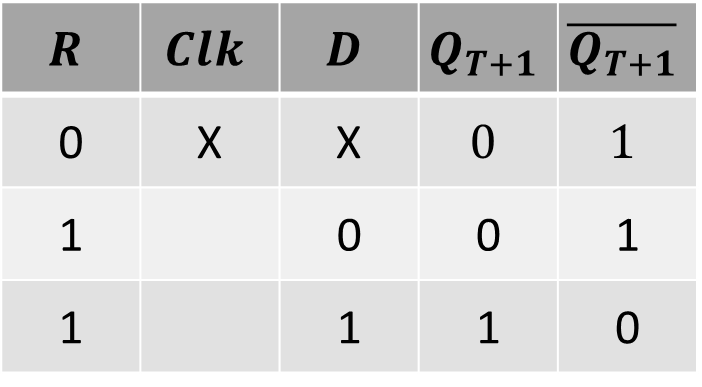 R Clk D Q_{T+1} \overline{Q_{T+1}}
0 X X 0 1
1 0 0 1
1 1 1 0